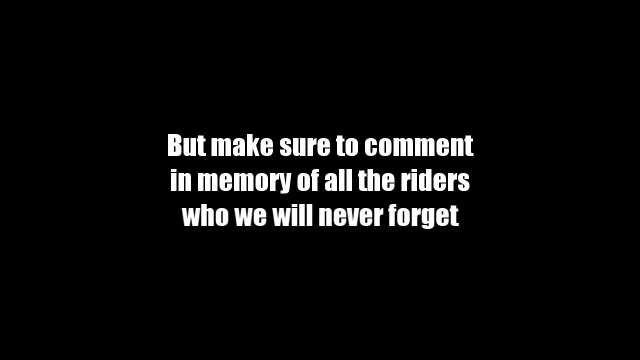 But make sure to comment
in memory of all the riders
who we will never forget